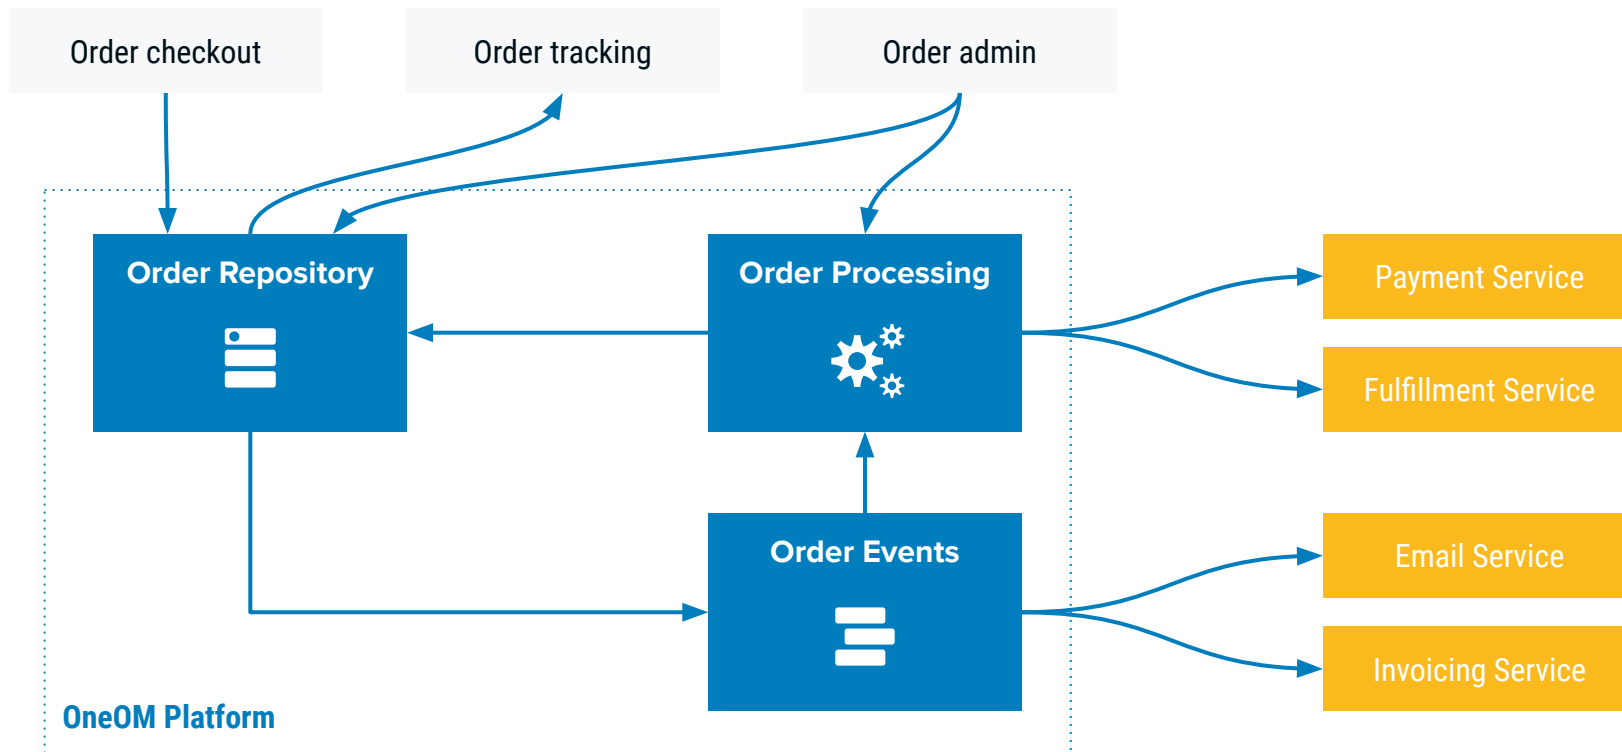 Order checkout
Order tracking
Order admin
Order Repository
Order Processing
Payment Service
Fulfillment Service
Order Events
Email Service
Invoicing Service
OneOM Platform